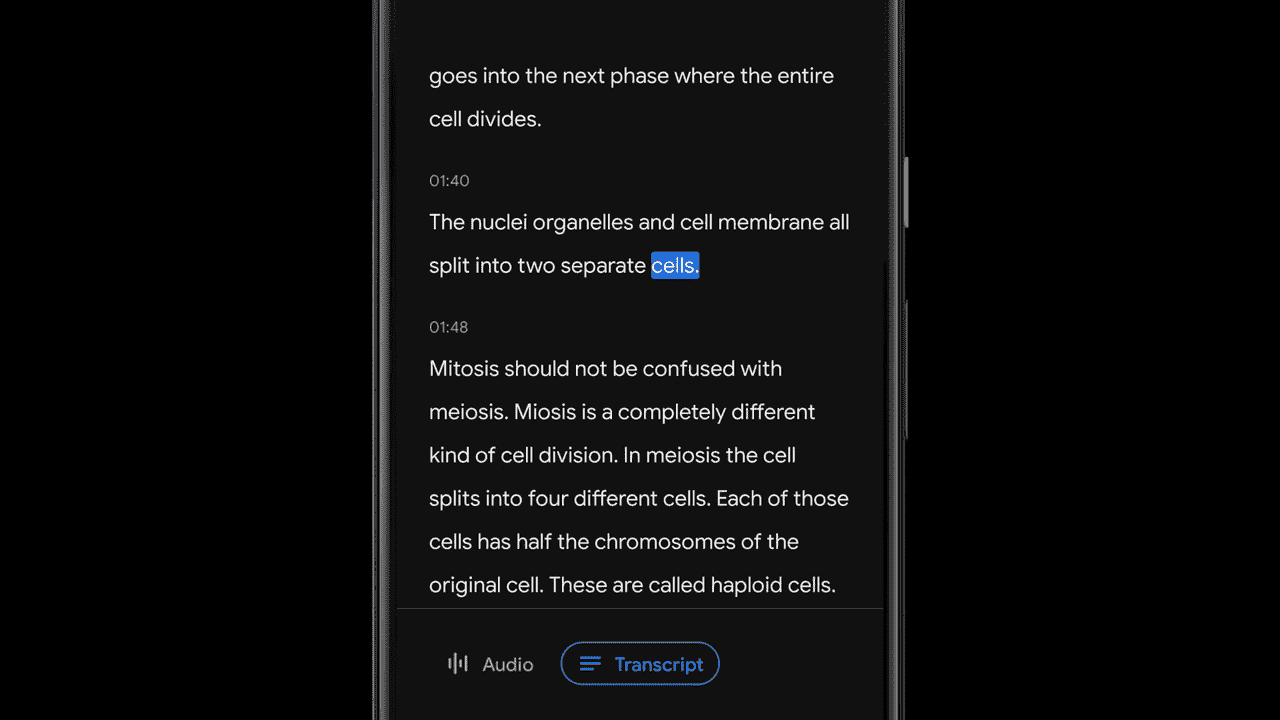 goes into the next phase where the entire
cell divides.
01:40
The nuclei organelles and cell membrane all
split into two separate cells.
01:48
Mitosis should not be confused with
meiosis. Miosis is a completely different
kind of cell division. In meiosis the cell
splits into four different cells. Each of those
cells has half the chromosomes of the
original cell. These are called haploid cells.
Audio
Transcript